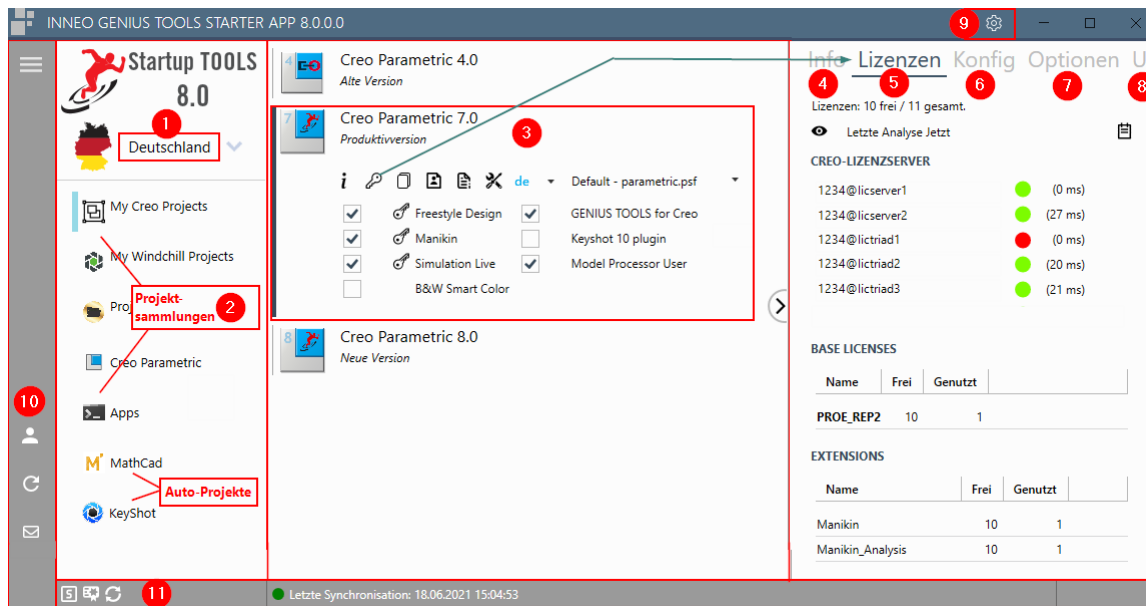 INNEO GENIUS TOOLS STARTER APP 8.0.0.0
9
Startup TOOLS
8.0
1
Deutschland
My Creo Projects
My Windchill Projects
Projekt-
sammlungen
2
Creo Parametric
Apps
MathCad
Auto-Projekte
KeyShot
10
11
4
Creo Parametric 4.0
Alte Version
7
Creo Parametric 7.0
Produktivversion
3
i
de
Default - parametric.psf
Freestyle Design
GENIUS TOOLS for Creo
Manikin
Keyshot 10 plugin
Simulation Live
Model Processor User
B&W Smart Color
8
Creo Parametric 8.0
Neue Version
Info Lizenzen Konfig Optionen U
4 5 6 7 8
Lizenzen: 10 frei / 11 gesamt.
Letzte Analyse Jetzt
CREO-LIZENZSERVER
1234@licserver1 (0 ms)
1234@licserver2 (27 ms)
1234@lictriad1 (0 ms)
1234@lictriad2 (20 ms)
1234@lictriad3 (21 ms)
BASE LICENSES
Name Frei Genutzt
PROE_REP2 10 1
EXTENSIONS
Name Frei Genutzt
Manikin 10 1
Manikin_Analysis 10 1
S
Letzte Synchronisation: 18.06.2021 15:04:53